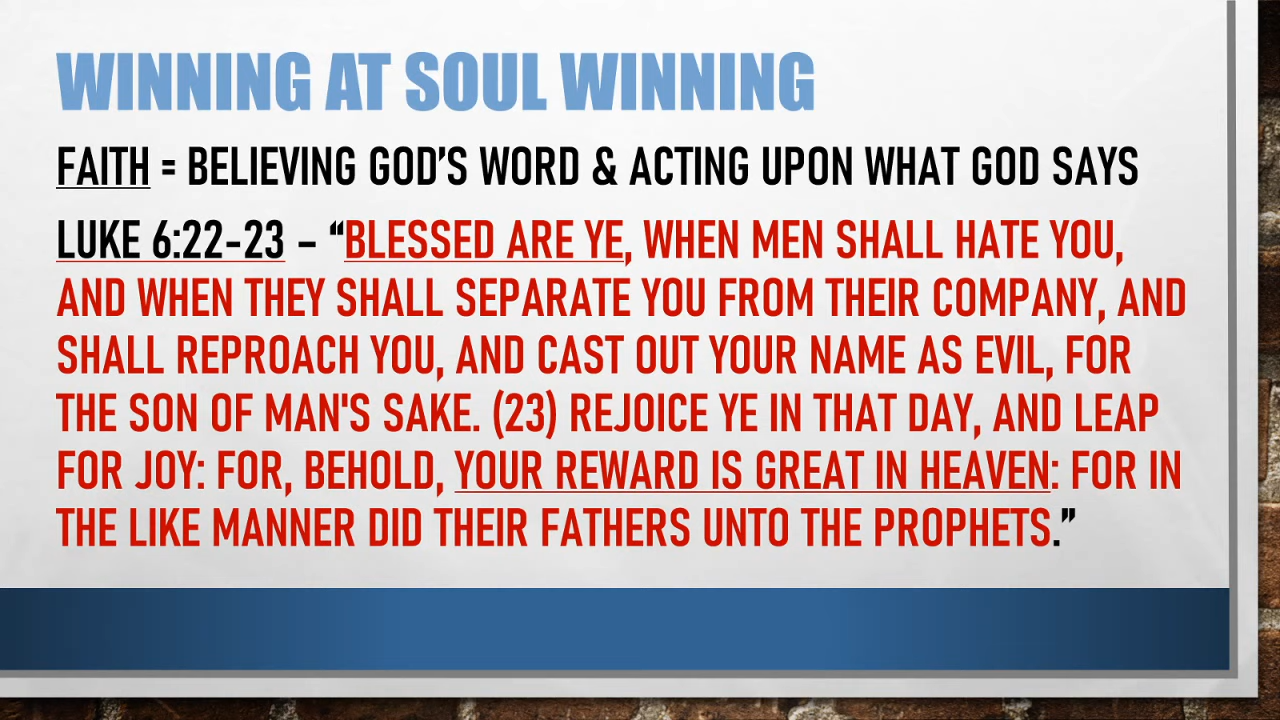 WINNING AT SOUL WINNING
FAITH = BELIEVING GOD’S WORD & ACTING UPON WHAT GOD SAYS
LUKE 6:22-23 – “BLESSED ARE YE, WHEN MEN SHALL HATE YOU,
AND WHEN THEY SHALL SEPARATE YOU FROM THEIR COMPANY, AND
SHALL REPROACH YOU, AND CAST OUT YOUR NAME AS EVIL, FOR
THE SON OF MAN'S SAKE. (23) REJOICE YE IN THAT DAY, AND LEAP
FOR JOY: FOR, BEHOLD, YOUR REWARD IS GREAT IN HEAVEN: FOR IN
THE LIKE MANNER DID THEIR FATHERS UNTO THE PROPHETS.”